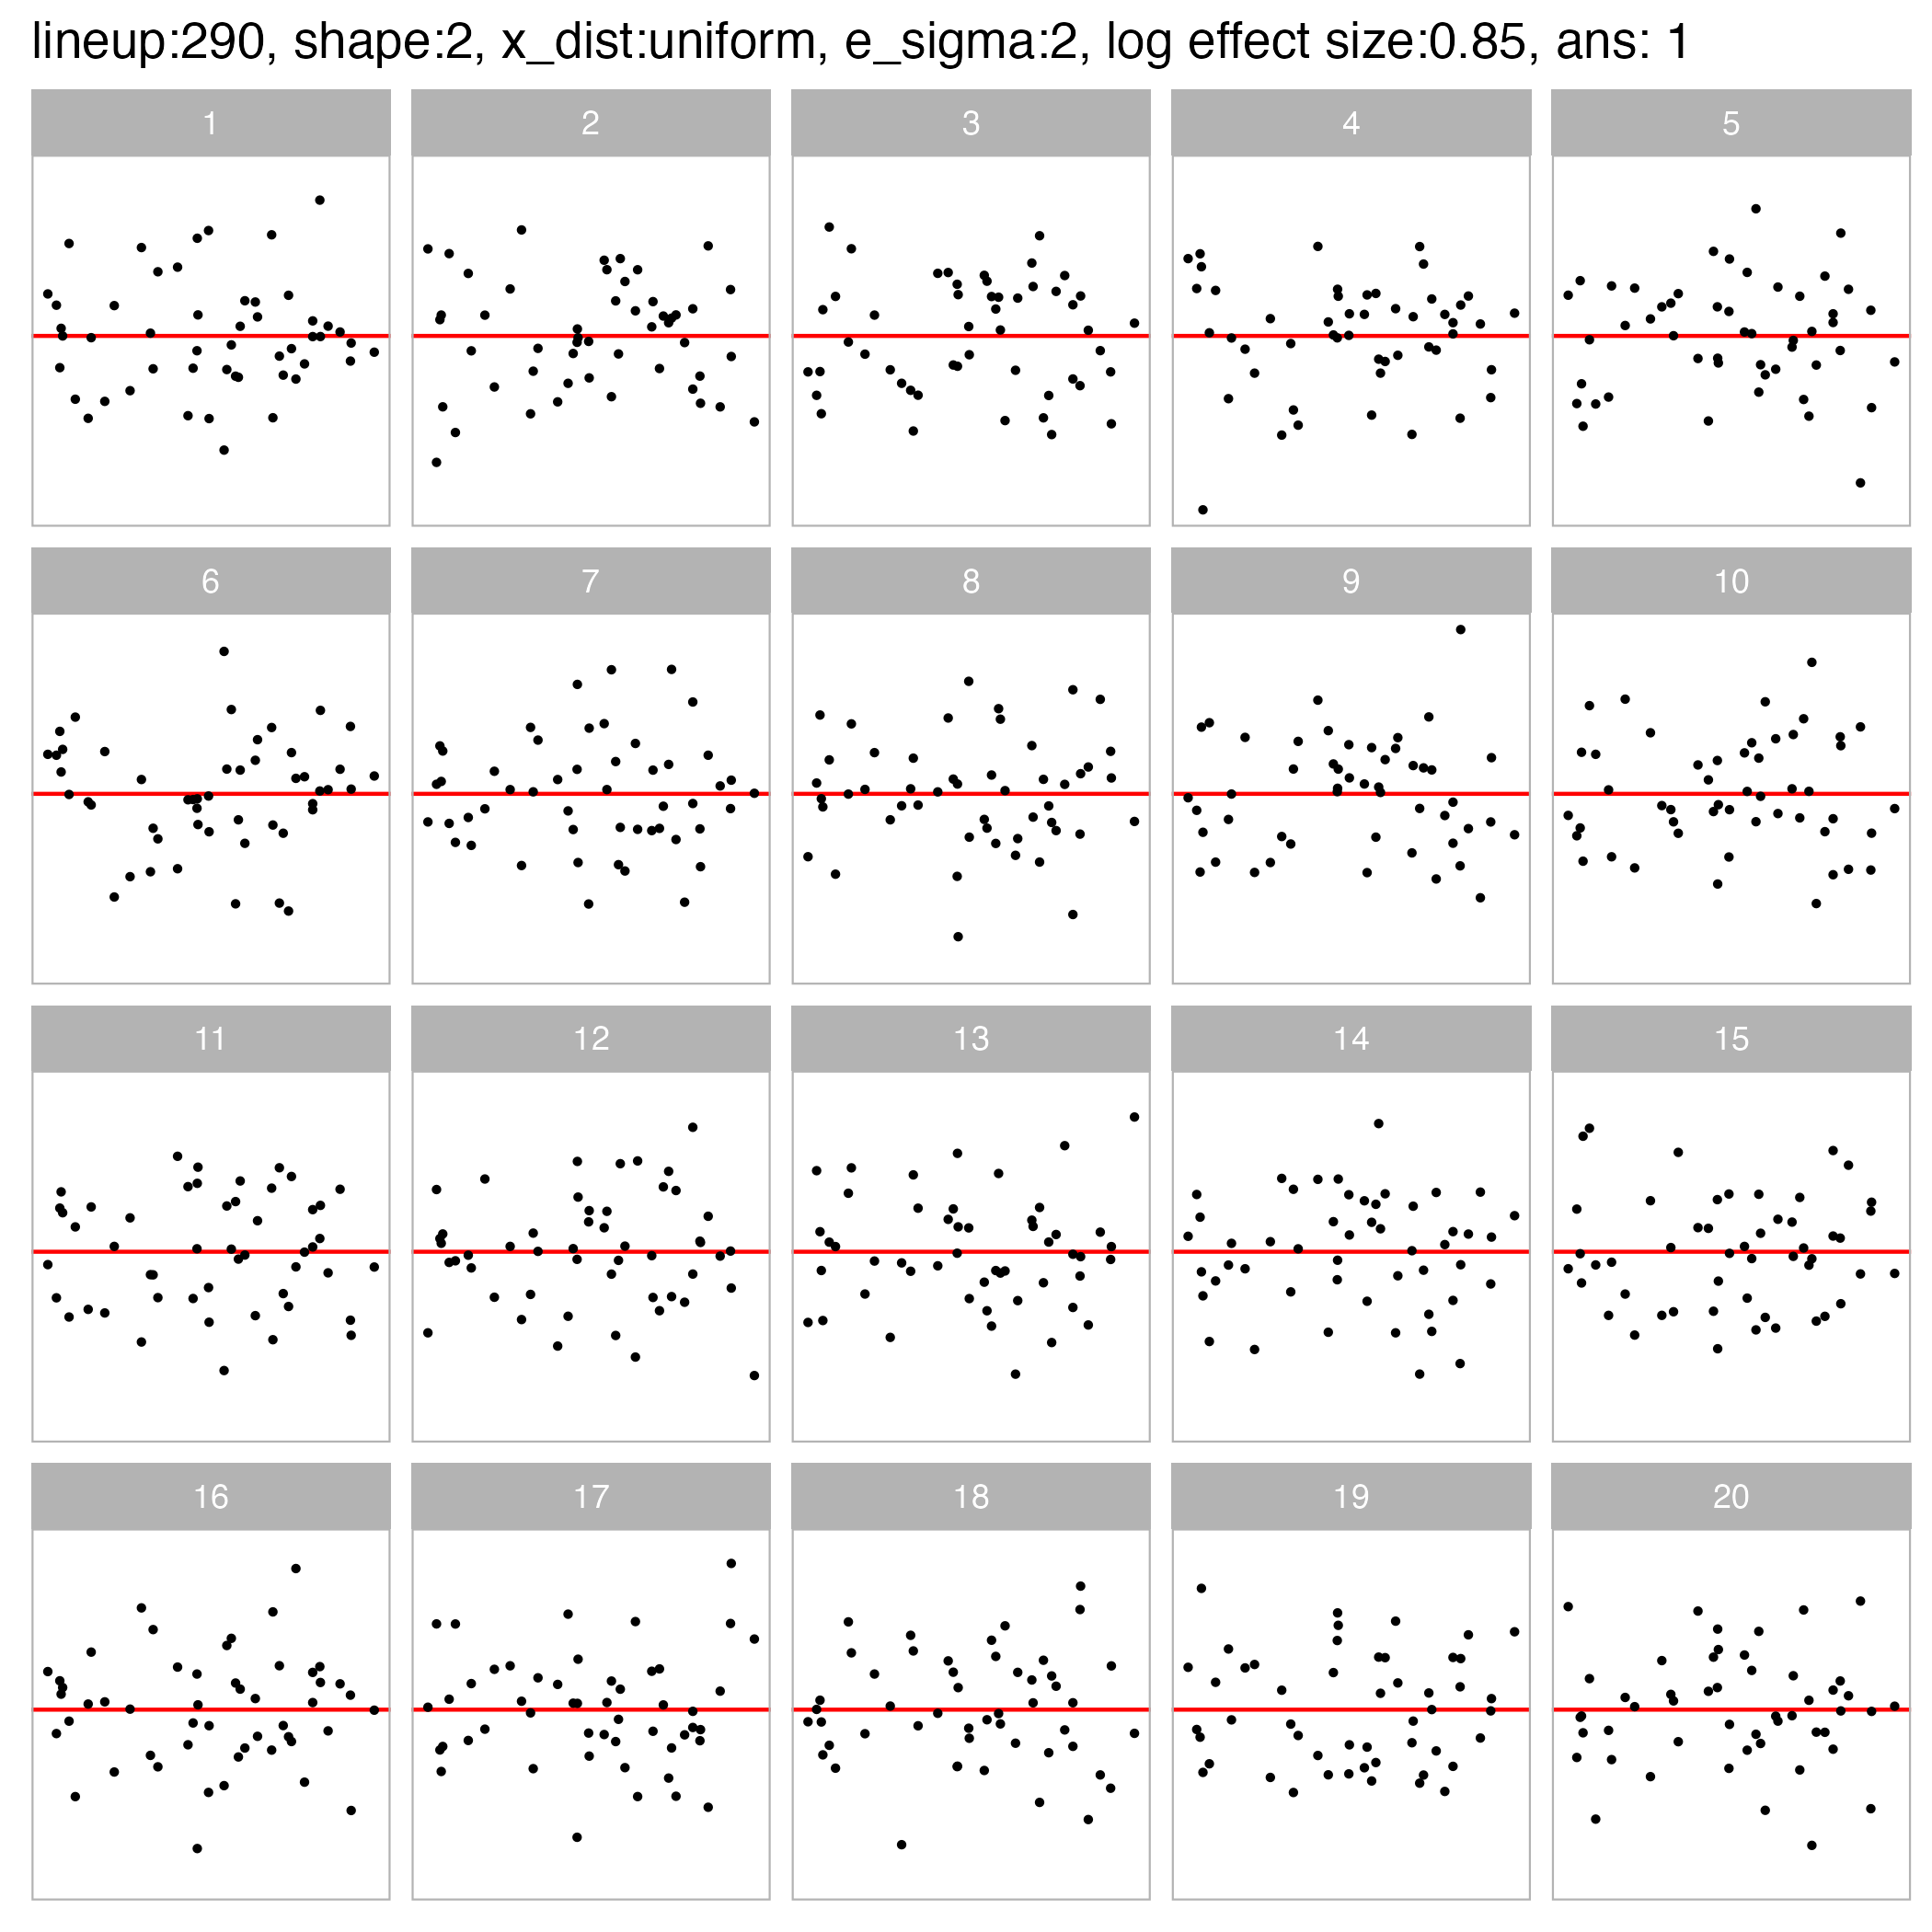 lineup:290, shape:2, x_dist:uniform, e_sigma:2, log effect size:0.85, ans: 1
1 2 3 4 5
6 7 8 9 10
11 12 13 14 15
16 17 18 19 20